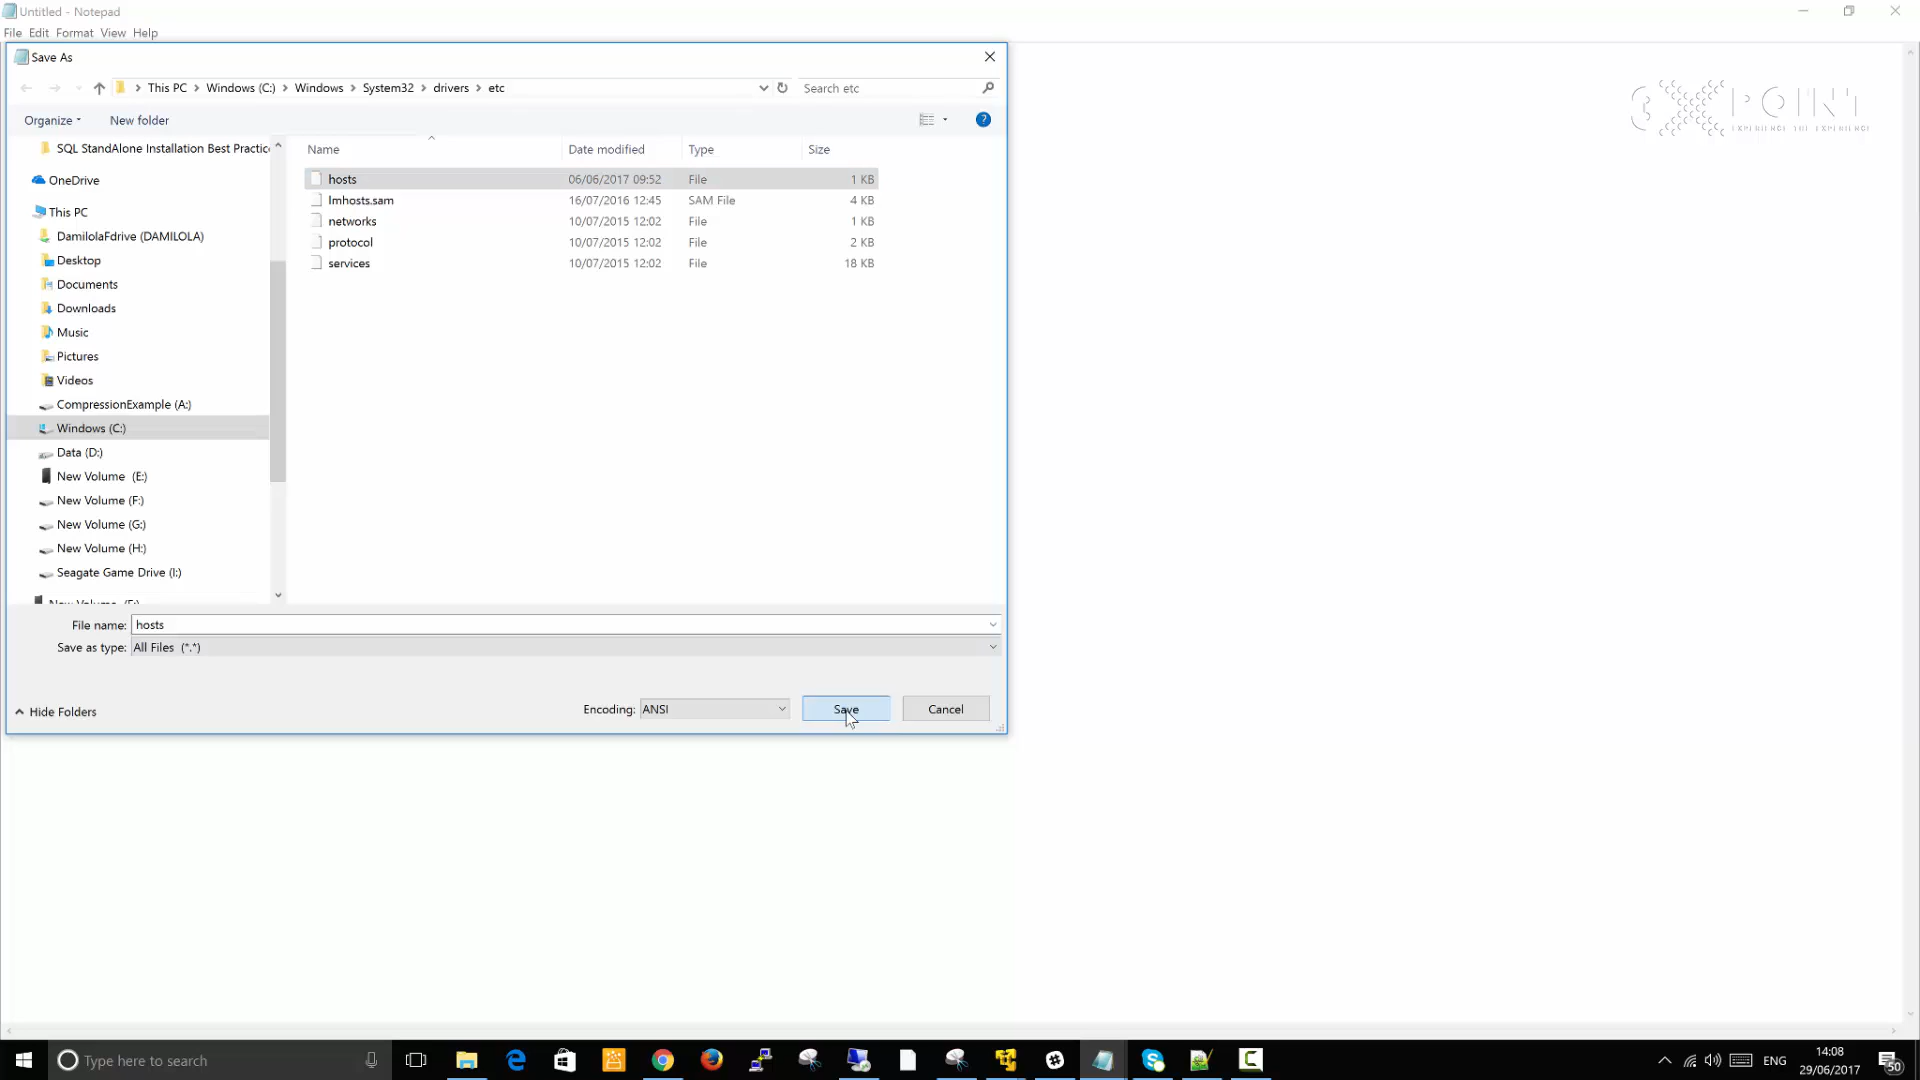 Untitled - Notepad
File Edit Format View Help
Save As
This PC > Windows (C:) > Windows > System32 > drivers > etc
Search etc
Organize
New folder
SQL StandAlone Installation Best Practic
OneDrive
This PC
DamilolaFdrive (DAMILOLA)
Desktop
Documents
Downloads
Music
Pictures
Videos
CompressionExample (A:)
Windows (C:)
Data (D:)
New Volume (E:)
New Volume (F:)
New Volume (G:)
New Volume (H:)
Seagate Game Drive (I:)
Name Date modified Type Size
hosts 06/06/2017 09:52 File 1 KB
lmhosts.sam 16/07/2016 12:45 SAM File 4 KB
networks 10/07/2015 12:02 File 1 KB
protocol 10/07/2015 12:02 File 2 KB
services 10/07/2015 12:02 File 18 KB
File name: hosts
Save as type: All Files (*.*)
Hide Folders
Encoding: ANSI
Save
Cancel
Type here to search
ENG
14:08
29/06/2017
50